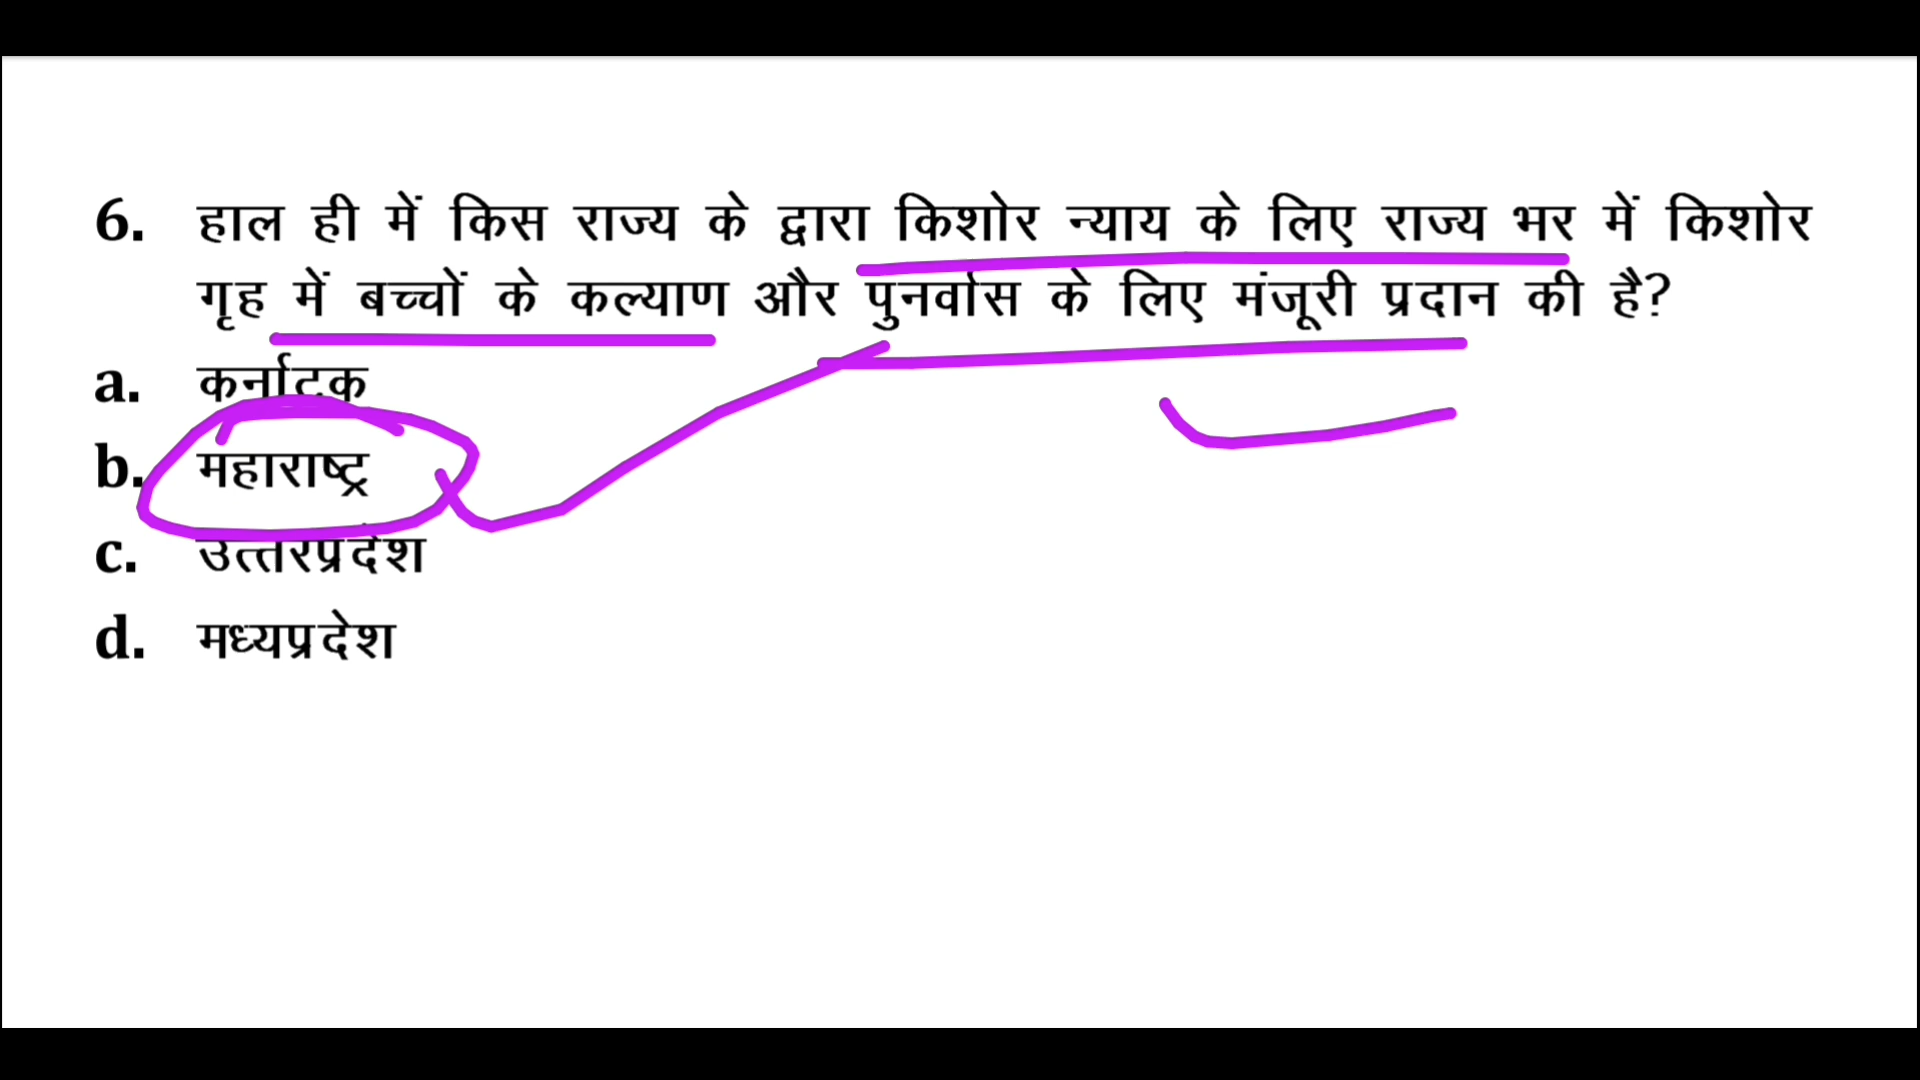 6. हाल ही में किस राज्य के द्वारा किशोर न्याय के लिए राज्य भर में किशोर
गृह में बच्चों के कल्याण और पुनर्वास के लिए मंजूरी प्रदान की है?
a. कर्नाटक
b. महाराष्ट्र
c. उत्तरप्रदेश
d. मध्यप्रदेश